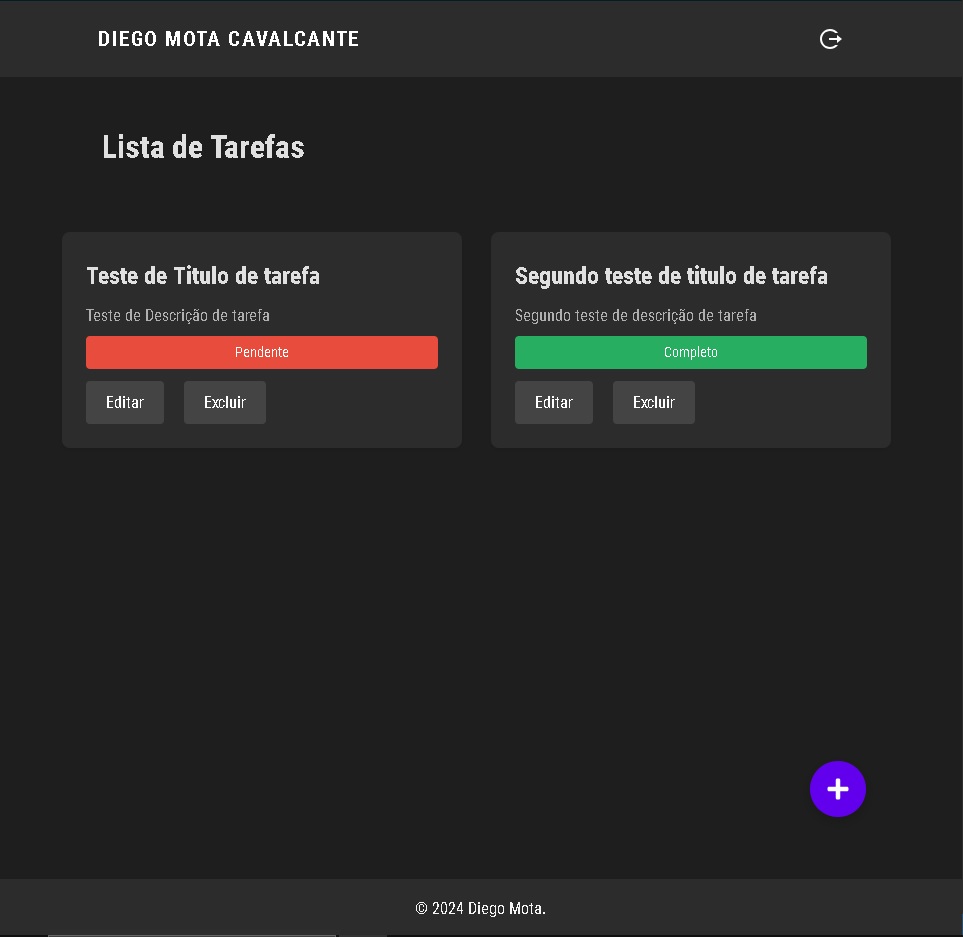 DIEGO MOTA CAVALCANTE
Lista de Tarefas
Teste de Titulo de tarefa
Teste de Descrição de tarefa
Pendente
Editar Excluir
Segundo teste de titulo de tarefa
Segundo teste de descrição de tarefa
Completo
Editar Excluir
© 2024 Diego Mota.